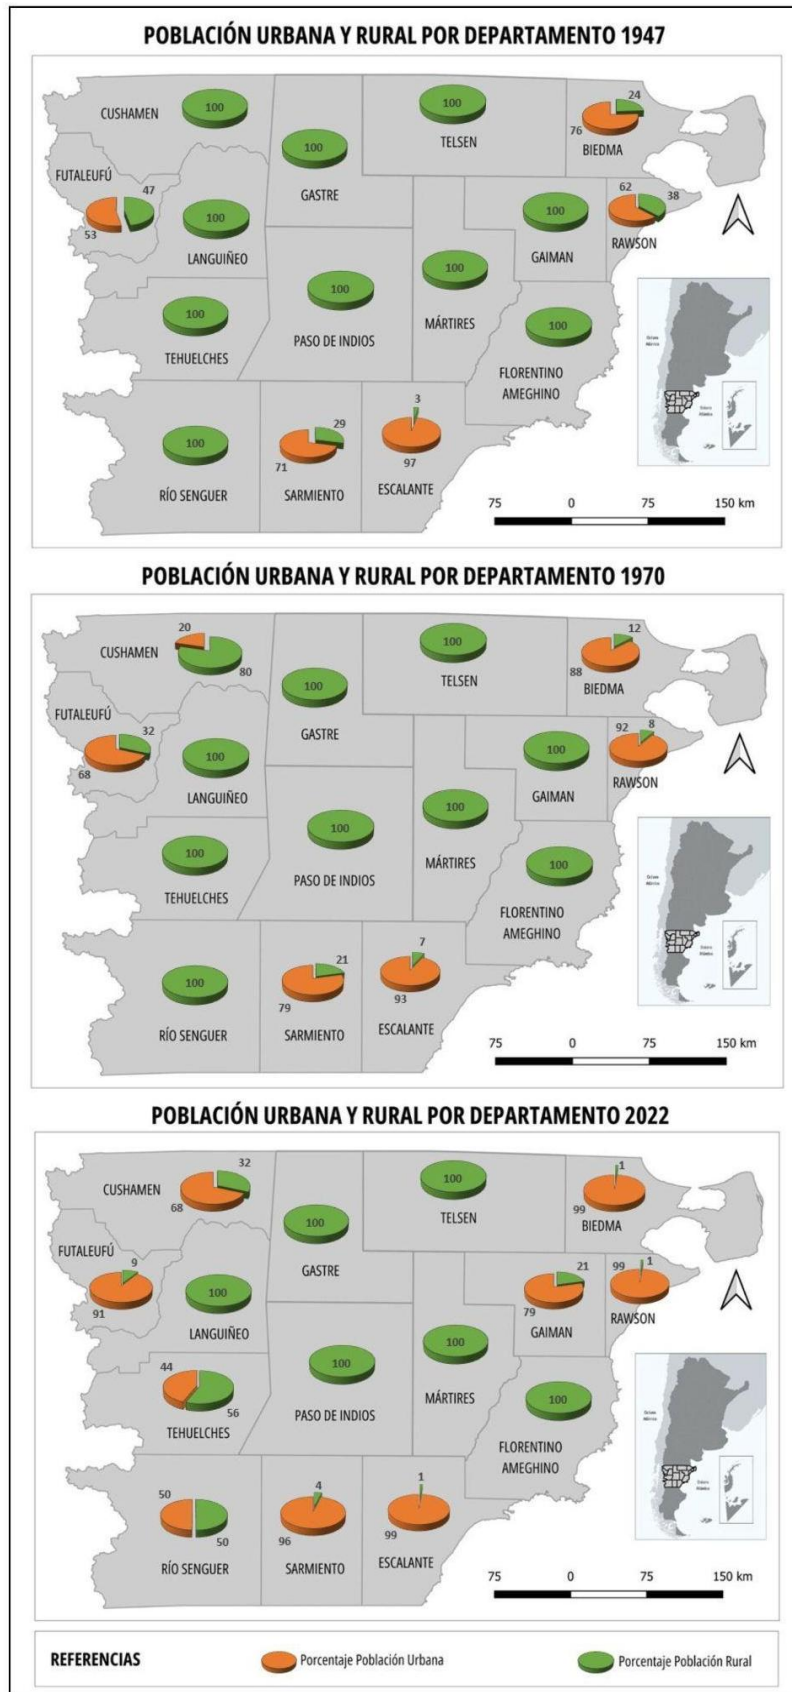 POBLACIÓN URBANA Y RURAL POR DEPARTAMENTO 1947
100
CUSHAMEN
100
GASTRE
100
TELSEN
24
76
BIEDMA
FUTALEUFÚ
47
53
100
LANGUIÑEO
100
GAIMAN
62
38
RAWSON
100
TEHUELCHES
100
PASO DE INDIOS
100
MÁRTIRES
100
FLORENTINO
AMEGHINO
100
RÍO SENGUER
29
71
SARMIENTO
3
97
ESCALANTE
75 0 75 150 km
POBLACIÓN URBANA Y RURAL POR DEPARTAMENTO 1970
20
80
CUSHAMEN
100
GASTRE
100
TELSEN
12
88
BIEDMA
FUTALEUFÚ
32
68
100
LANGUIÑEO
100
GAIMAN
92
8
RAWSON
100
TEHUELCHES
100
PASO DE INDIOS
100
MÁRTIRES
100
FLORENTINO
AMEGHINO
100
RÍO SENGUER
21
79
SARMIENTO
7
93
ESCALANTE
75 0 75 150 km
POBLACIÓN URBANA Y RURAL POR DEPARTAMENTO 2022
32
68
CUSHAMEN
100
GASTRE
100
TELSEN
1
99
BIEDMA
FUTALEUFÚ
9
91
100
LANGUIÑEO
21
79
GAIMAN
99
1
RAWSON
44
56
TEHUELCHES
100
PASO DE INDIOS
100
MÁRTIRES
100
FLORENTINO
AMEGHINO
50
50
RÍO SENGUER
4
96
SARMIENTO
1
99
ESCALANTE
75 0 75 150 km
REFERENCIAS
Porcentaje Población Urbana
Porcentaje Población Rural